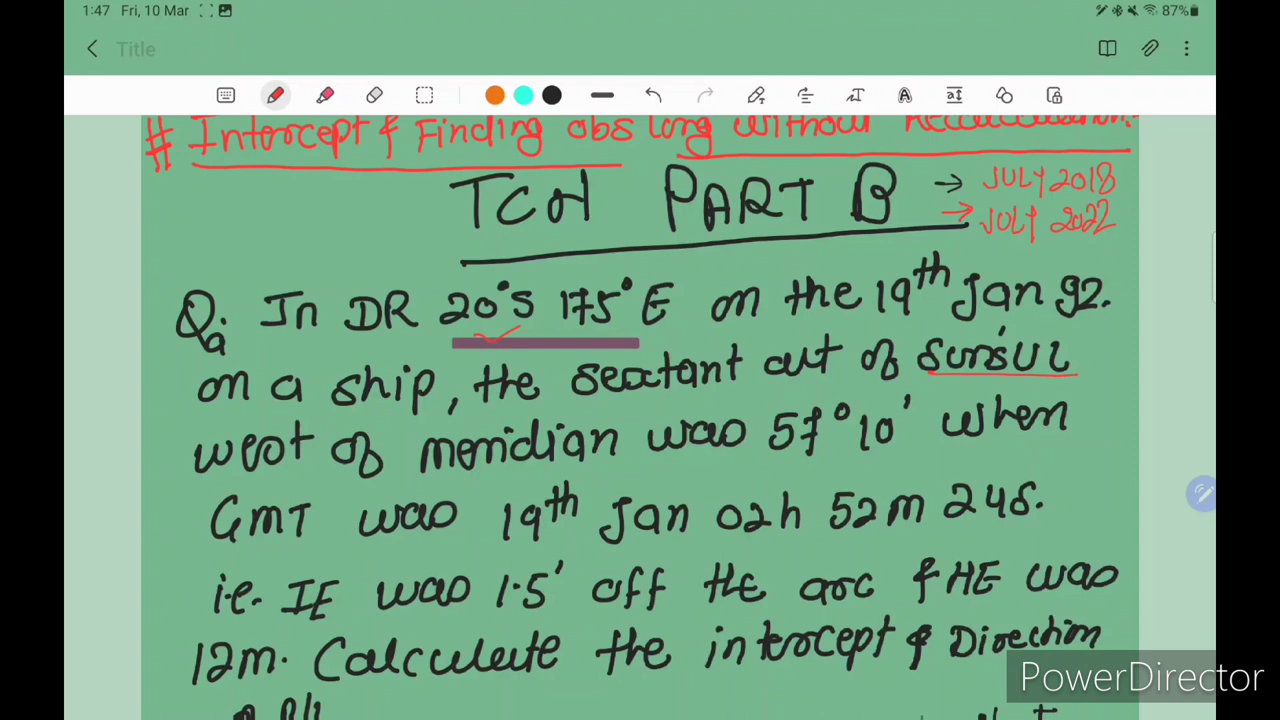 1:47 Fri, 10 Mar
87%
Title
# Intercept & Finding obs long without
TCH PART B → JULY 2018
→ JULY 2022
Q. In DR 20°S 175°E on the 19th Jan 92.
on a ship, the sextant alt of sun's UL
west of meridian was 57°10' when
GMT was 19th Jan 02h 52m 24s.
i.e. IE was 1.5' off the arc & HE was
12m. Calculate the intercept & Direction
PowerDirector